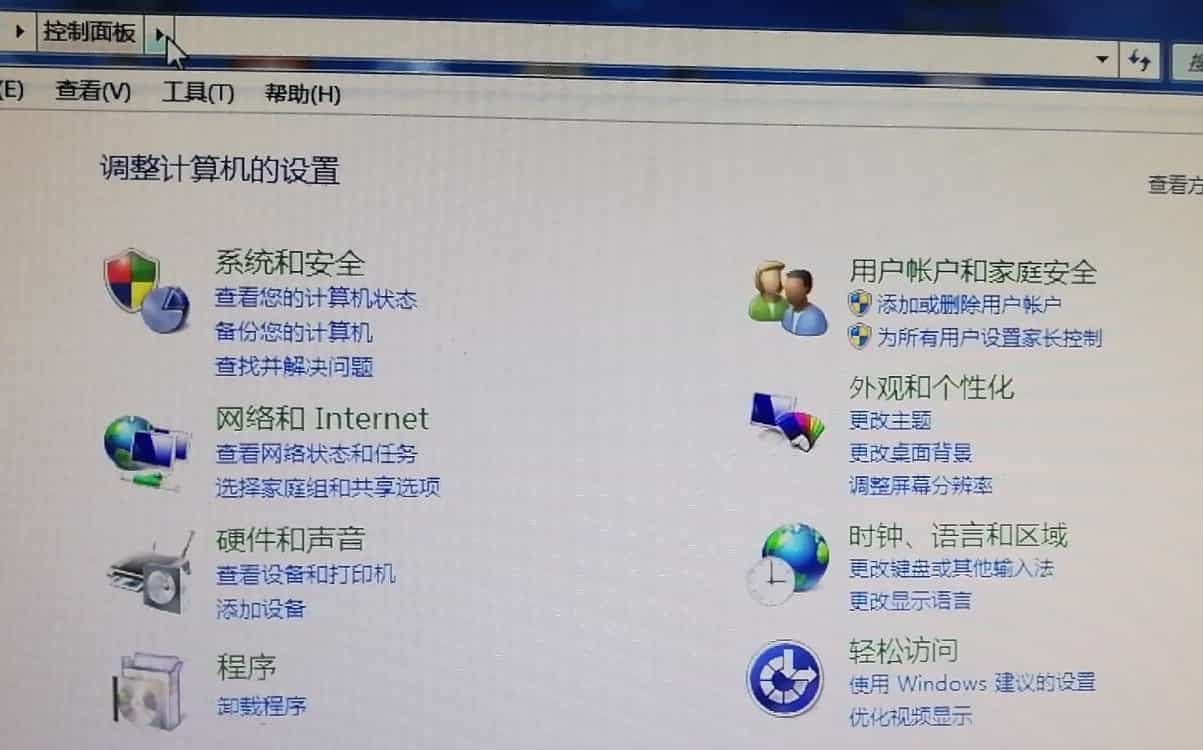 控制面板
(E) 查看(V) 工具(T) 帮助(H)
调整计算机的设置
查看方
系统和安全
查看您的计算机状态
备份您的计算机
查找并解决问题
网络和 Internet
查看网络状态和任务
选择家庭组和共享选项
硬件和声音
查看设备和打印机
添加设备
程序
卸载程序
用户帐户和家庭安全
添加或删除用户帐户
为所有用户设置家长控制
外观和个性化
更改主题
更改桌面背景
调整屏幕分辨率
时钟、语言和区域
更改键盘或其他输入法
更改显示语言
轻松访问
使用 Windows 建议的设置
优化视频显示